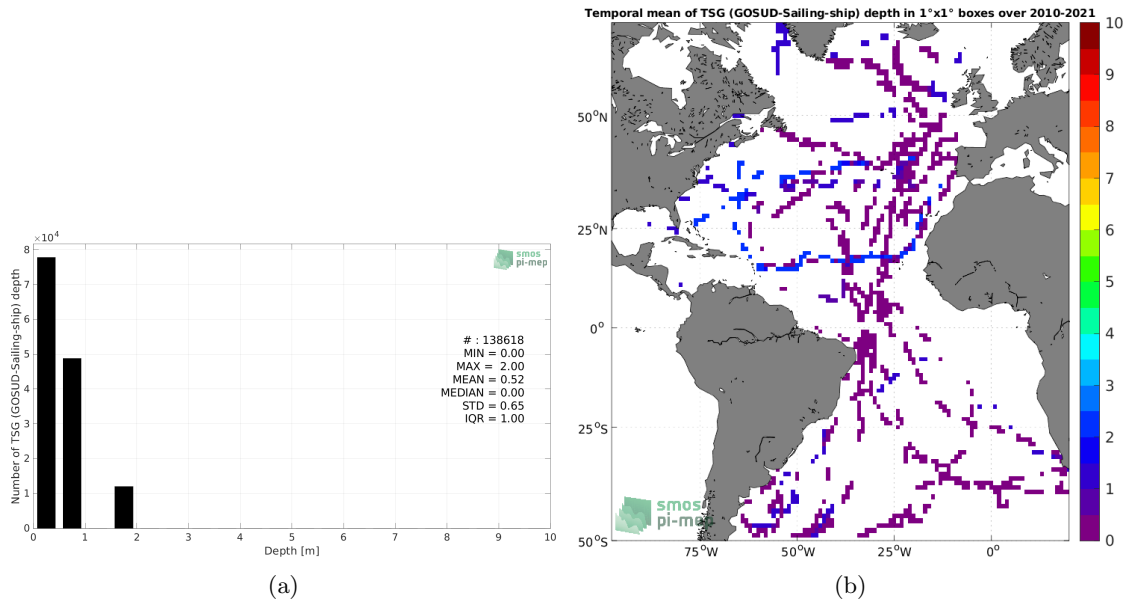 Temporal mean of TSG (GOSUD-Sailing-ship) depth in 1°x1° boxes over 2010-2021
×10⁴
8
7
6
5
4
3
2
1
0
Number of TSG (GOSUD-Sailing-ship) depth
smos
pi-mep
# : 138618
MIN = 0.00
MAX = 2.00
MEAN = 0.52
MEDIAN = 0.00
STD = 0.65
IQR = 1.00
0 1 2 3 4 5 6 7 8 9 10
Depth [m]
(a)
50°N
25°N
0°
25°S
50°S
smos
pi-mep
75°W 50°W 25°W 0°
10
9
8
7
6
5
4
3
2
1
0
(b)